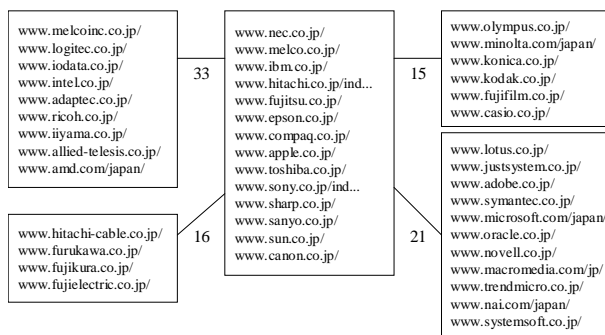 www.melcoinc.co.jp/
www.logitec.co.jp/
www.iodata.co.jp/
www.intel.co.jp/
www.adaptec.co.jp/
www.ricoh.co.jp/
www.iiyama.co.jp/
www.allied-telesis.co.jp/
www.amd.com/japan/
33
www.hitachi-cable.co.jp/
www.furukawa.co.jp/
www.fujikura.co.jp/
www.fujielectric.co.jp/
16
www.nec.co.jp/
www.melco.co.jp/
www.ibm.co.jp/
www.hitachi.co.jp/ind...
www.fujitsu.co.jp/
www.epson.co.jp/
www.compaq.co.jp/
www.apple.co.jp/
www.toshiba.co.jp/
www.sony.co.jp/ind...
www.sharp.co.jp/
www.sanyo.co.jp/
www.sun.co.jp/
www.canon.co.jp/
15
www.olympus.co.jp/
www.minolta.com/japan/
www.konica.co.jp/
www.kodak.co.jp/
www.fujifilm.co.jp/
www.casio.co.jp/
21
www.lotus.co.jp/
www.justsystem.co.jp/
www.adobe.co.jp/
www.symantec.co.jp/
www.microsoft.com/japan/
www.oracle.co.jp/
www.novell.co.jp/
www.macromedia.com/jp/
www.trendmicro.co.jp/
www.nai.com/japan/
www.systemsoft.co.jp/